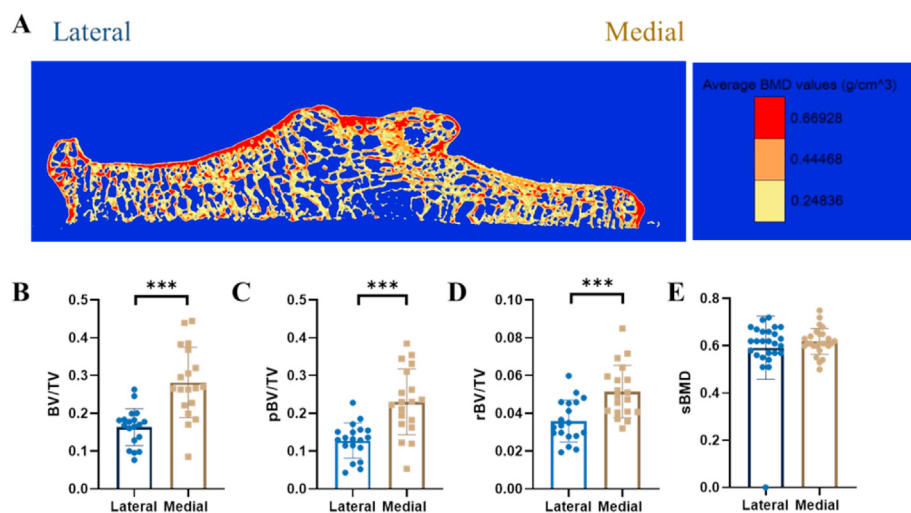 A
Lateral
Medial
Average BMD values (g/cm^3)
0.66928
0.44468
0.24836
B
***
0.5
0.4
0.3
0.2
0.1
0.0
BV/TV
Lateral Medial
C
***
0.5
0.4
0.3
0.2
0.1
0.0
pBV/TV
Lateral Medial
D
***
0.10
0.08
0.06
0.04
0.02
0.00
rBV/TV
Lateral Medial
E
0.8
0.6
0.4
0.2
0.0
sBMD
Lateral Medial